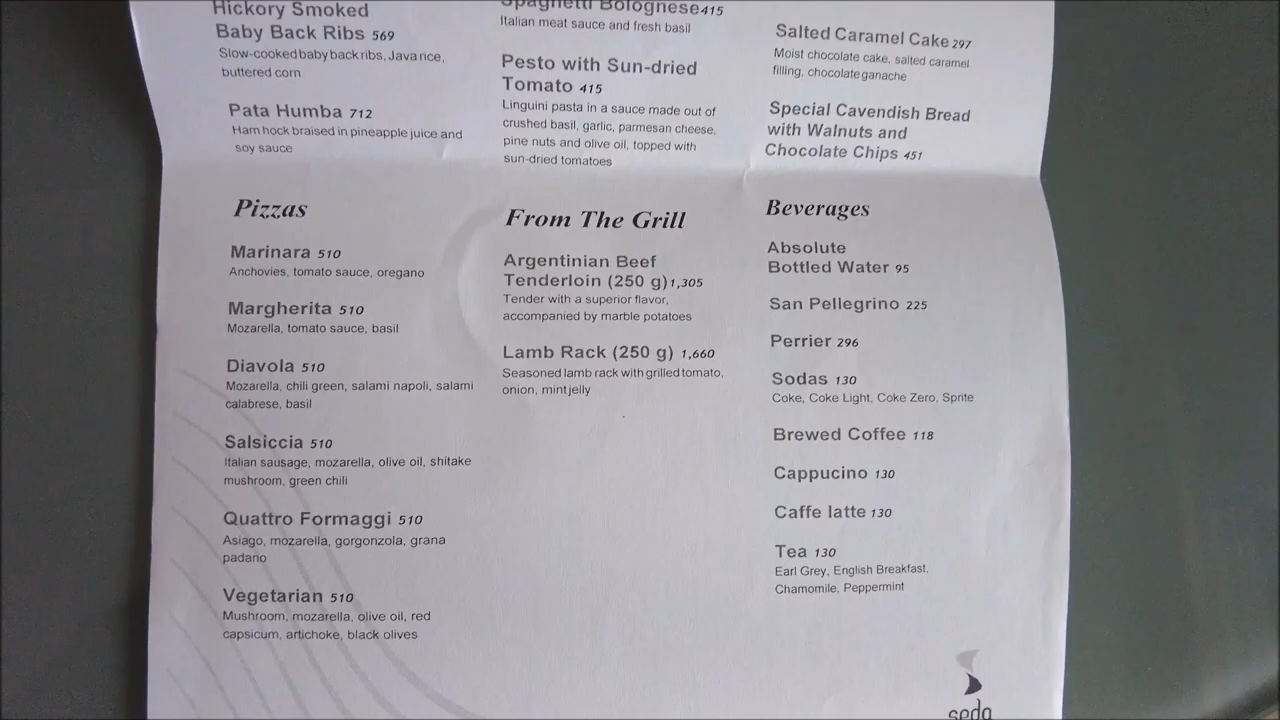 Hickory Smoked
Baby Back Ribs 569
Slow-cooked baby back ribs, Java rice,
buttered corn
Pata Humba 712
Ham hock braised in pineapple juice and
soy sauce
Spaghetti Bolognese 415
Italian meat sauce and fresh basil
Pesto with Sun-dried
Tomato 415
Linguini pasta in a sauce made out of
crushed basil, garlic, parmesan cheese,
pine nuts and olive oil, topped with
sun-dried tomatoes
Salted Caramel Cake 297
Moist chocolate cake, salted caramel
filling, chocolate ganache
Special Cavendish Bread
with Walnuts and
Chocolate Chips 451
Pizzas
Marinara 510
Anchovies, tomato sauce, oregano
Margherita 510
Mozarella, tomato sauce, basil
Diavola 510
Mozarella, chili green, salami napoli, salami
calabrese, basil
Salsiccia 510
Italian sausage, mozarella, olive oil, shitake
mushroom, green chili
Quattro Formaggi 510
Asiago, mozarella, gorgonzola, grana
padano
Vegetarian 510
Mushroom, mozarella, olive oil, red
capsicum, artichoke, black olives
From The Grill
Argentinian Beef
Tenderloin (250 g) 1,305
Tender with a superior flavor,
accompanied by marble potatoes
Lamb Rack (250 g) 1,660
Seasoned lamb rack with grilled tomato,
onion, mint jelly
Beverages
Absolute
Bottled Water 95
San Pellegrino 225
Perrier 296
Sodas 130
Coke, Coke Light, Coke Zero, Sprite
Brewed Coffee 118
Cappucino 130
Caffe latte 130
Tea 130
Earl Grey, English Breakfast,
Chamomile, Peppermint
seda